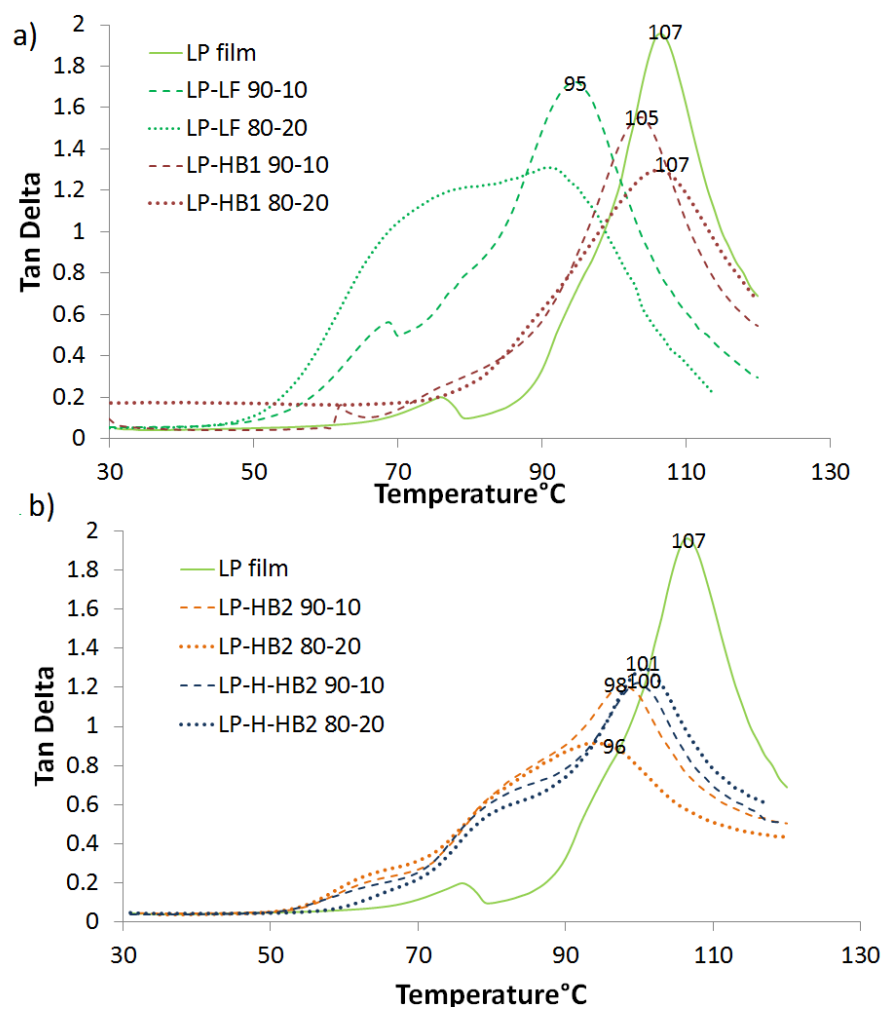 a)
Tan Delta
2
1.8
1.6
1.4
1.2
1
0.8
0.6
0.4
0.2
0
LP film
LP-LF 90-10
LP-LF 80-20
LP-HB1 90-10
LP-HB1 80-20
107
95
105
107
30 50 70 90 110 130
Temperature°C
b)
Tan Delta
2
1.8
1.6
1.4
1.2
1
0.8
0.6
0.4
0.2
0
LP film
LP-HB2 90-10
LP-HB2 80-20
LP-H-HB2 90-10
LP-H-HB2 80-20
107
101
98 100
96
30 50 70 90 110 130
Temperature°C